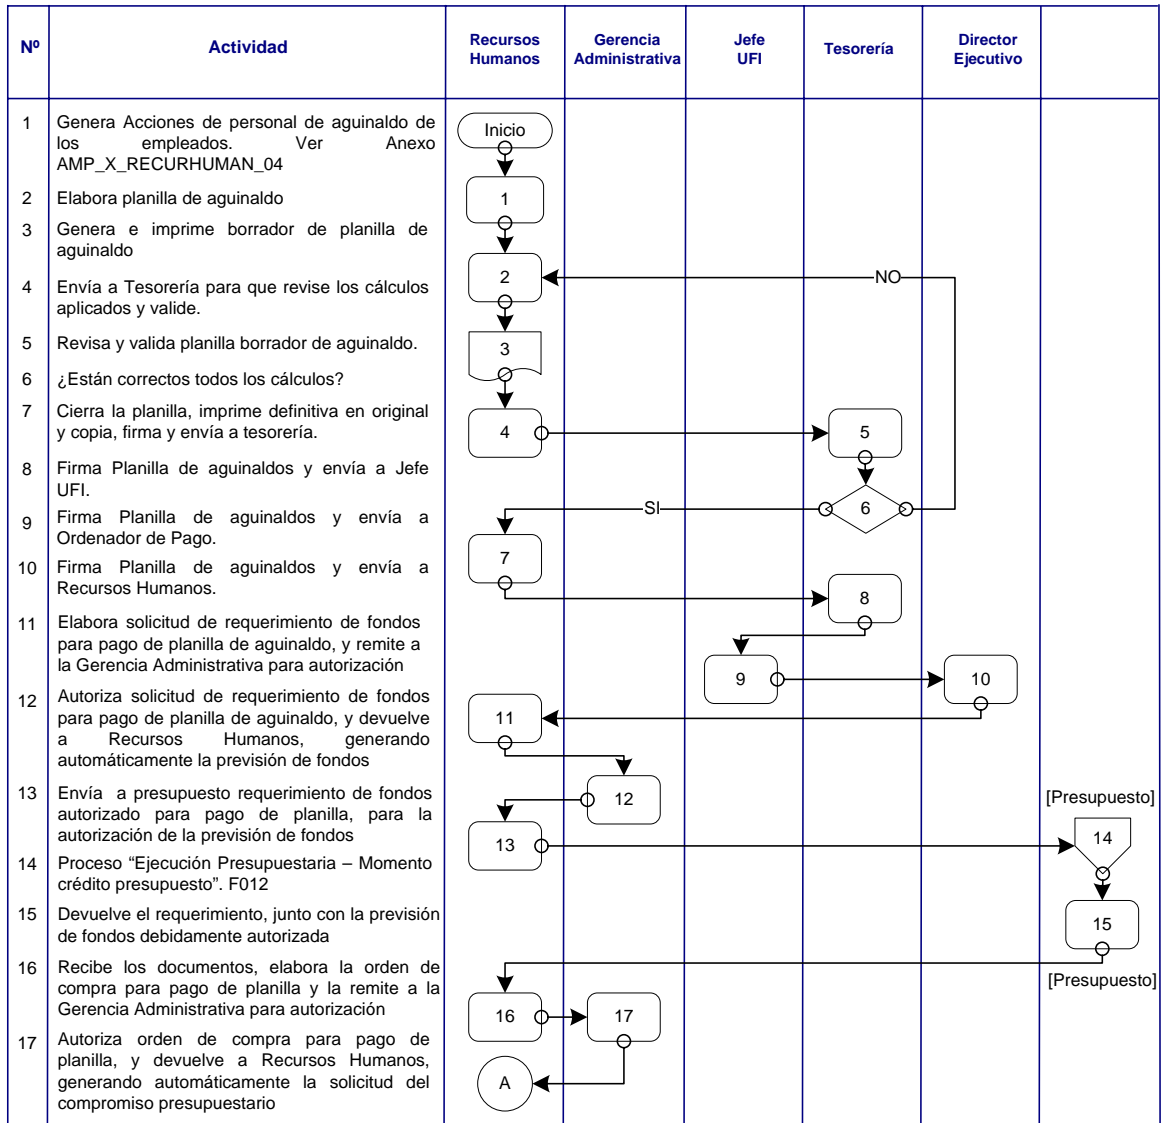 Nº
Actividad
Recursos
Humanos
Gerencia
Administrativa
Jefe
UFI
Tesorería
Director
Ejecutivo
1
Genera Acciones de personal de aguinaldo de
los empleados. Ver Anexo
AMP_X_RECURHUMAN_04
2
Elabora planilla de aguinaldo
3
Genera e imprime borrador de planilla de
aguinaldo
4
Envía a Tesorería para que revise los cálculos
aplicados y valide.
5
Revisa y valida planilla borrador de aguinaldo.
6
¿Están correctos todos los cálculos?
7
Cierra la planilla, imprime definitiva en original
y copia, firma y envía a tesorería.
8
Firma Planilla de aguinaldos y envía a Jefe
UFI.
9
Firma Planilla de aguinaldos y envía a
Ordenador de Pago.
10
Firma Planilla de aguinaldos y envía a
Recursos Humanos.
11
Elabora solicitud de requerimiento de fondos
para pago de planilla de aguinaldo, y remite a
la Gerencia Administrativa para autorización
12
Autoriza solicitud de requerimiento de fondos
para pago de planilla de aguinaldo, y devuelve
a Recursos Humanos, generando
automáticamente la previsión de fondos
13
Envía a presupuesto requerimiento de fondos
autorizado para pago de planilla, para la
autorización de la previsión de fondos
14
Proceso “Ejecución Presupuestaria – Momento
crédito presupuesto”. F012
15
Devuelve el requerimiento, junto con la previsión
de fondos debidamente autorizada
16
Recibe los documentos, elabora la orden de
compra para pago de planilla y la remite a la
Gerencia Administrativa para autorización
17
Autoriza orden de compra para pago de
planilla, y devuelve a Recursos Humanos,
generando automáticamente la solicitud del
compromiso presupuestario
Inicio
1
2
NO
3
4
5
SI
6
7
8
9
10
11
12
[Presupuesto]
13
14
15
[Presupuesto]
16
17
A